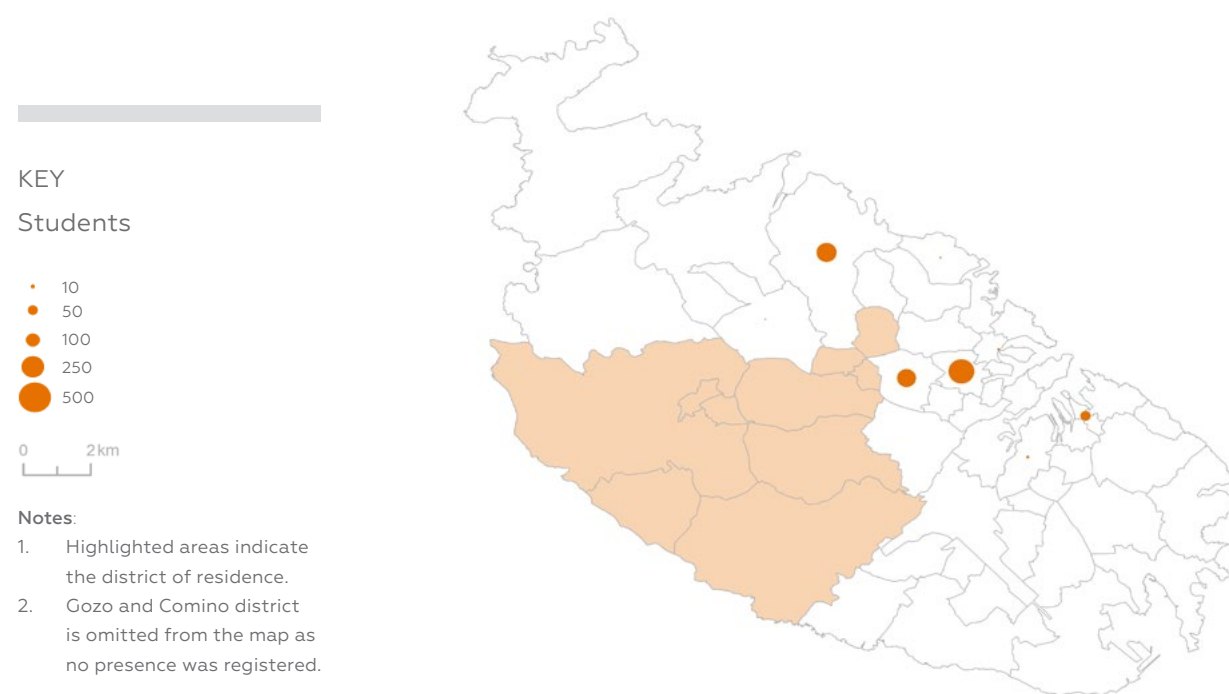 KEY
Students
10
50
100
250
500
0 2km
Notes:
1. Highlighted areas indicate
the district of residence.
2. Gozo and Comino district
is omitted from the map as
no presence was registered.